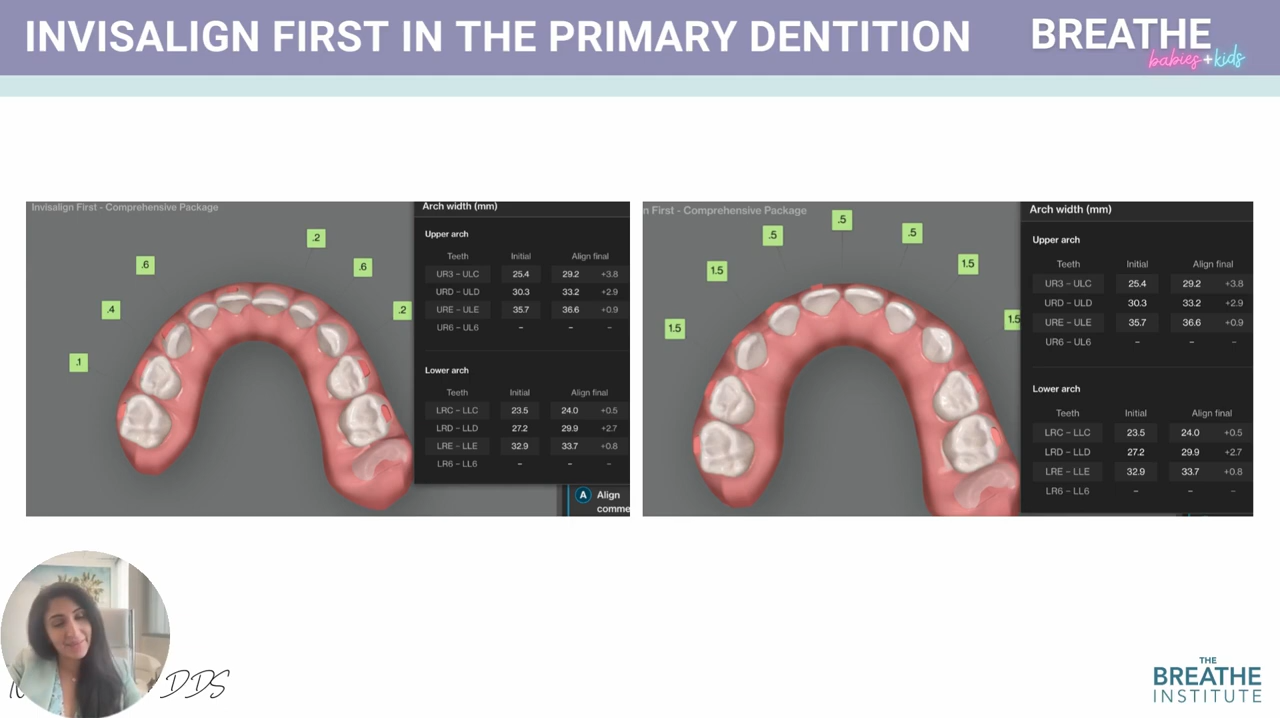 INVISALIGN FIRST IN THE PRIMARY DENTITION
BREATHE
babies+kids
Invisalign First - Comprehensive Package
.2
.6
.6
.4
.2
.1
Arch width (mm)
Upper arch
Teeth Initial Align final
UR3 – ULC 25.4 29.2 +3.8
URD – ULD 30.3 33.2 +2.9
URE – ULE 35.7 36.6 +0.9
UR6 – UL6 – – –
Lower arch
Teeth Initial Align final
LRC – LLC 23.5 24.0 +0.5
LRD – LLD 27.2 29.9 +2.7
LRE – LLE 32.9 33.7 +0.8
LR6 – LL6 – – –
A Align
comme
n First - Comprehensive Package
.5
.5
.5
1.5
1.5
1.5
1.5
Arch width (mm)
Upper arch
Teeth Initial Align final
UR3 – ULC 25.4 29.2 +3.8
URD – ULD 30.3 33.2 +2.9
URE – ULE 35.7 36.6 +0.9
UR6 – UL6 – – –
Lower arch
Teeth Initial Align final
LRC – LLC 23.5 24.0 +0.5
LRD – LLD 27.2 29.9 +2.7
LRE – LLE 32.9 33.7 +0.8
LR6 – LL6 – – –
DDS
THE
BREATHE
INSTITUTE